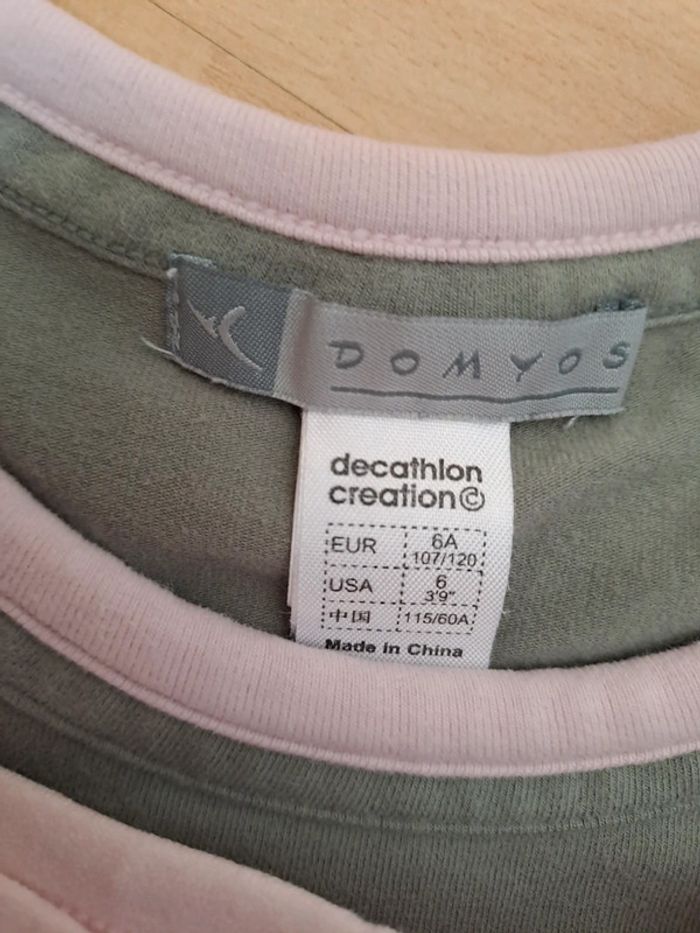 DOMYOS
decathlon
creation©
EUR 6A
107/120
USA 6
3'9"
中国 115/60A
Made in China